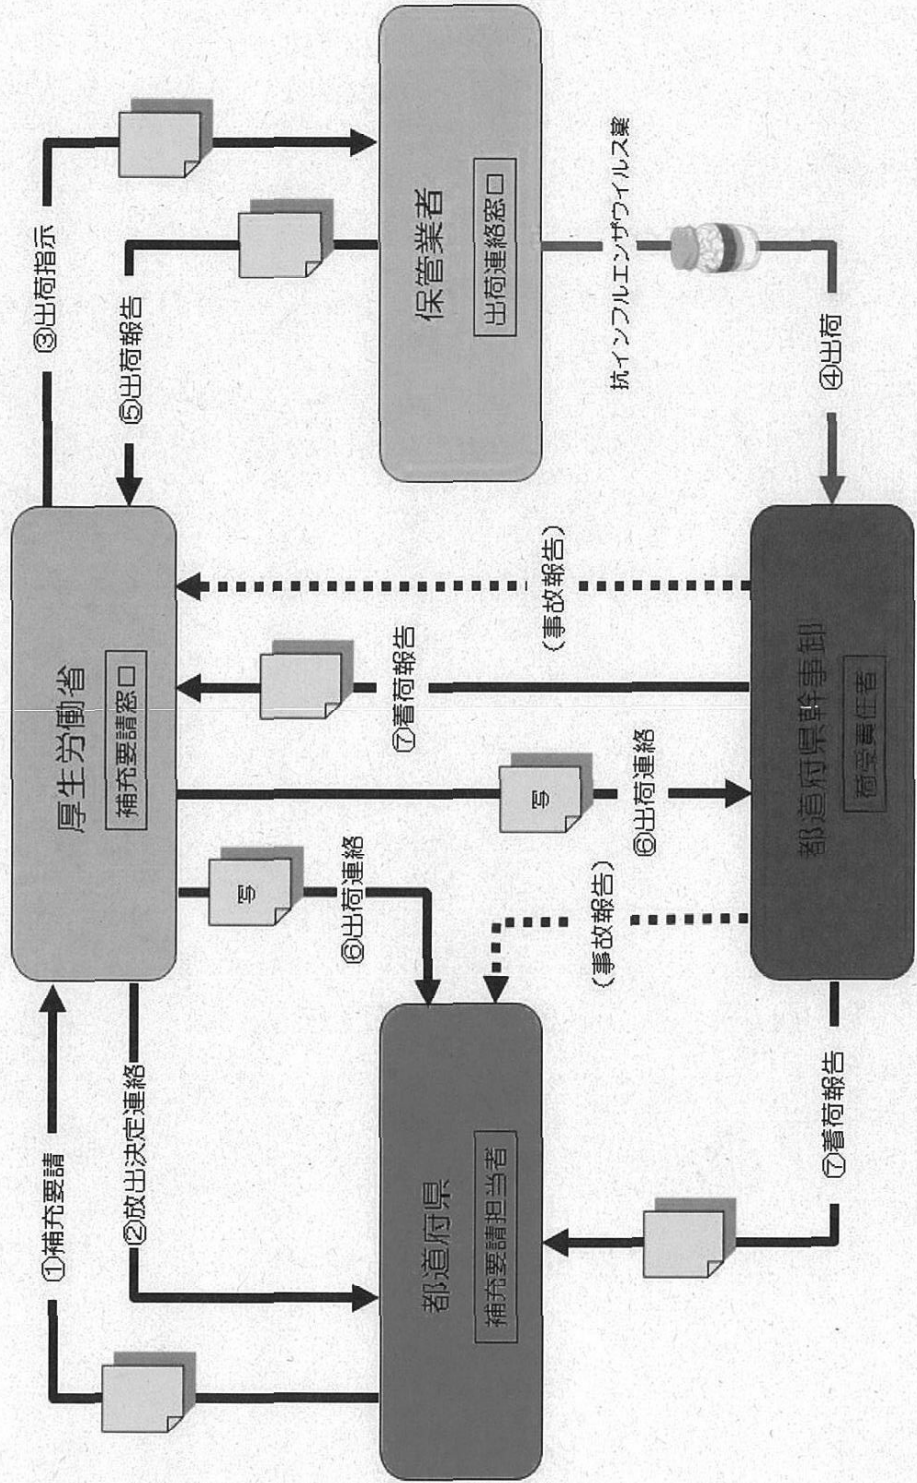 厚生労働省
補充要請窓口
①補充要請
②放出決定連絡
③出荷指示
⑤出荷報告
写
⑥出荷連絡
写
⑥出荷連絡
⑦着荷報告
（事故報告）
都道府県
補充要請担当者
保管業者
出荷連絡窓口
（事故報告）
抗インフルエンザウイルス薬
⑦着荷報告
④出荷
都道府県幹事卸
荷受責任者